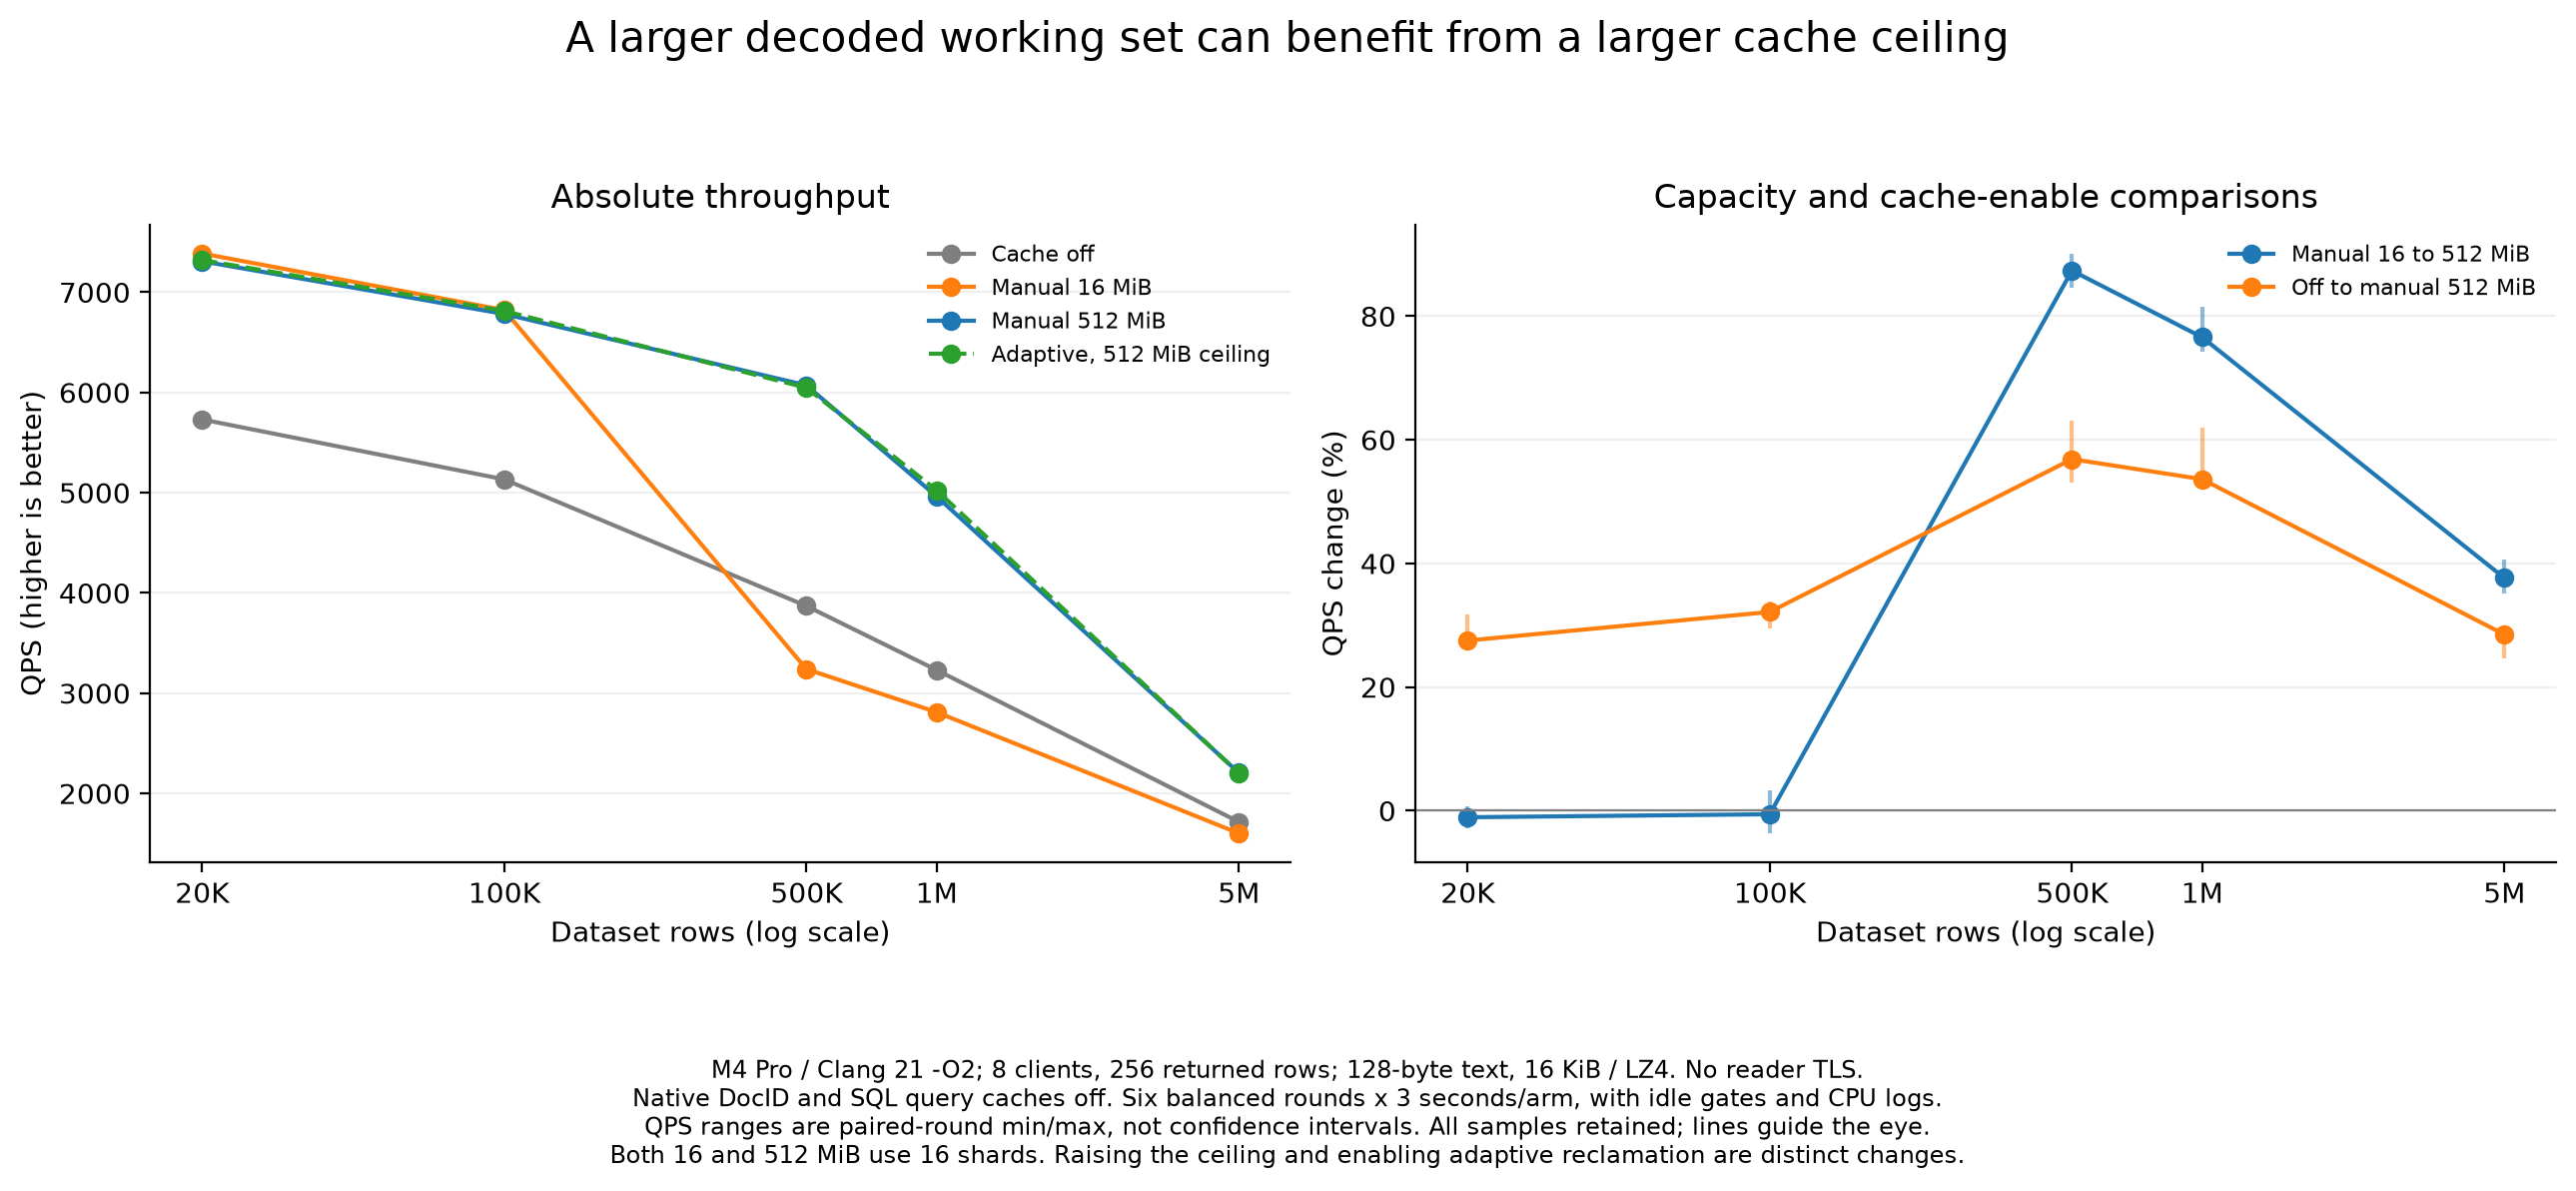 A larger decoded working set can benefit from a larger cache ceiling
Absolute throughput
QPS (higher is better)
7000
6000
5000
4000
3000
2000
Cache off
Manual 16 MiB
Manual 512 MiB
Adaptive, 512 MiB ceiling
20K
100K
500K
1M
5M
Dataset rows (log scale)
Capacity and cache-enable comparisons
QPS change (%)
80
60
40
20
0
Manual 16 to 512 MiB
Off to manual 512 MiB
20K
100K
500K
1M
5M
Dataset rows (log scale)
M4 Pro / Clang 21 -O2; 8 clients, 256 returned rows; 128-byte text, 16 KiB / LZ4. No reader TLS.
Native DocID and SQL query caches off. Six balanced rounds x 3 seconds/arm, with idle gates and CPU logs.
QPS ranges are paired-round min/max, not confidence intervals. All samples retained; lines guide the eye.
Both 16 and 512 MiB use 16 shards. Raising the ceiling and enabling adaptive reclamation are distinct changes.